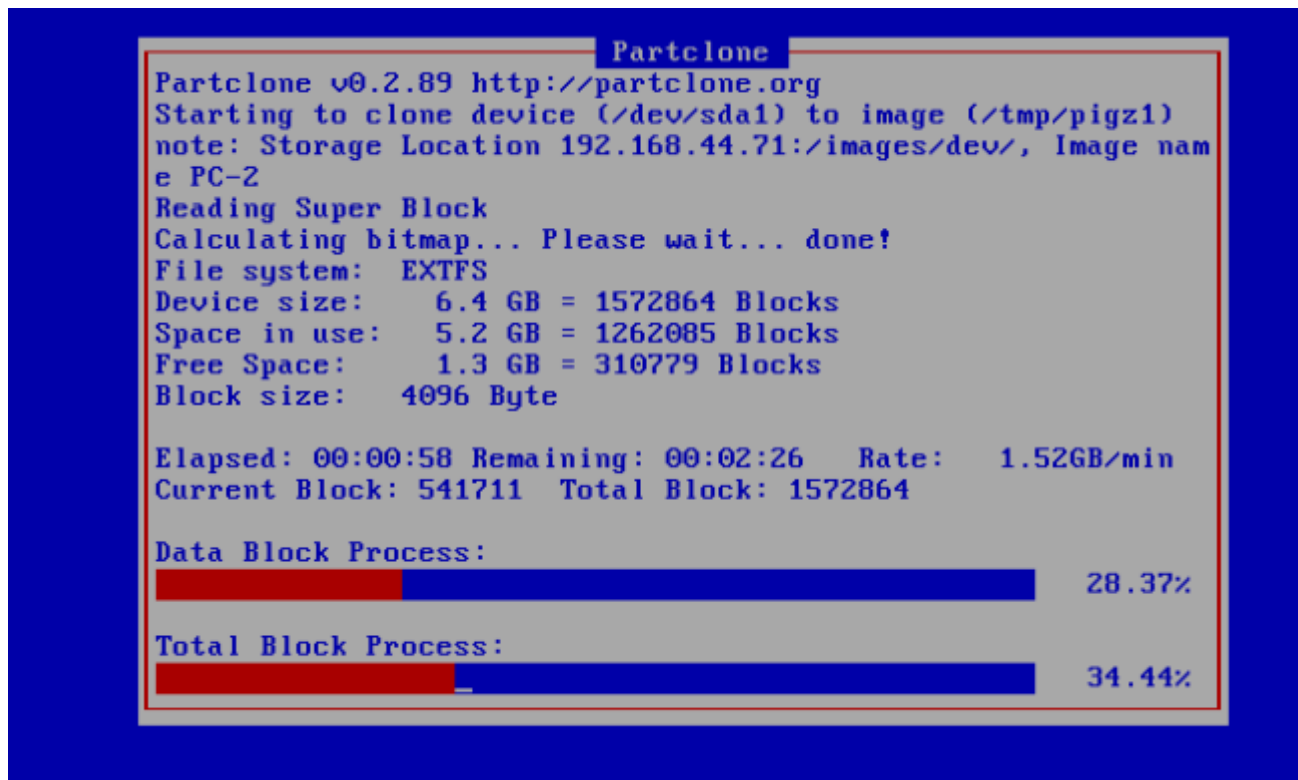 Partclone
Partclone v0.2.89 http://partclone.org
Starting to clone device (/dev/sda1) to image (/tmp/pigz1)
note: Storage Location 192.168.44.71:/images/dev/, Image nam
e PC-2
Reading Super Block
Calculating bitmap... Please wait... done!
File system:  EXTFS
Device size:    6.4 GB = 1572864 Blocks
Space in use:   5.2 GB = 1262085 Blocks
Free Space:     1.3 GB = 310779 Blocks
Block size:   4096 Byte
Elapsed: 00:00:58 Remaining: 00:02:26   Rate:   1.52GB/min
Current Block: 541711  Total Block: 1572864
Data Block Process:
28.37%
Total Block Process:
34.44%